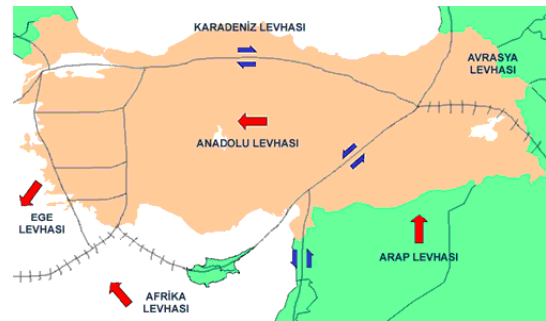 KARADENİZ LEVHASI
AVRASYA
LEVHASI
ANADOLU LEVHASI
EGE
LEVHASI
ARAP LEVHASI
AFRİKA
LEVHASI